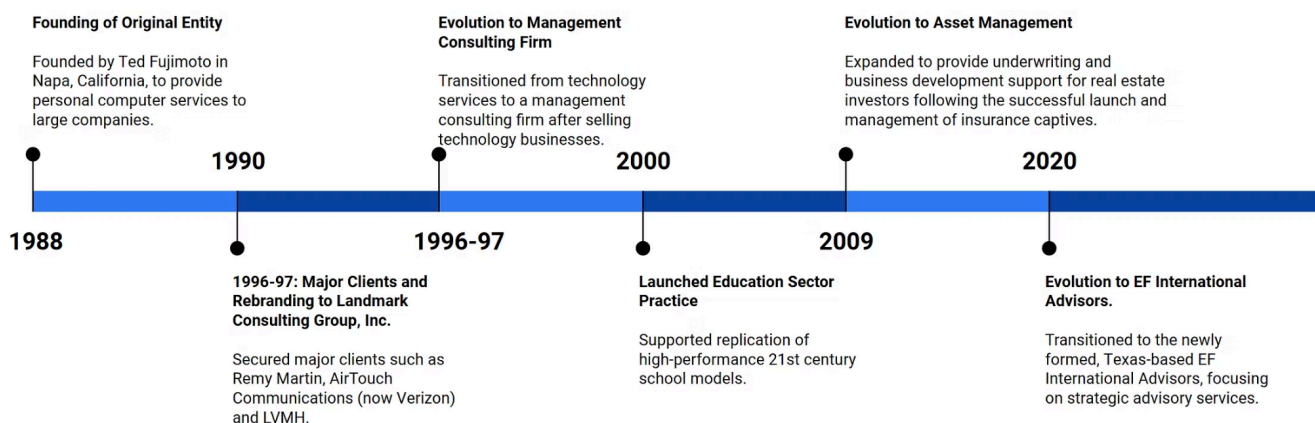 Founding of Original Entity
Founded by Ted Fujimoto in
Napa, California, to provide
personal computer services to
large companies.
Evolution to Management
Consulting Firm
Transitioned from technology
services to a management
consulting firm after selling
technology businesses.
Evolution to Asset Management
Expanded to provide underwriting and
business development support for real estate
investors following the successful launch and
management of insurance captives.
1990
2000
2020
1988
1996-97
2009
1996-97: Major Clients and
Rebranding to Landmark
Consulting Group, Inc.
Secured major clients such as
Remy Martin, AirTouch
Communications (now Verizon)
and LVMH.
Launched Education Sector
Practice
Supported replication of
high-performance 21st century
school models.
Evolution to EF International
Advisors.
Transitioned to the newly
formed, Texas-based EF
International Advisors, focusing
on strategic advisory services.